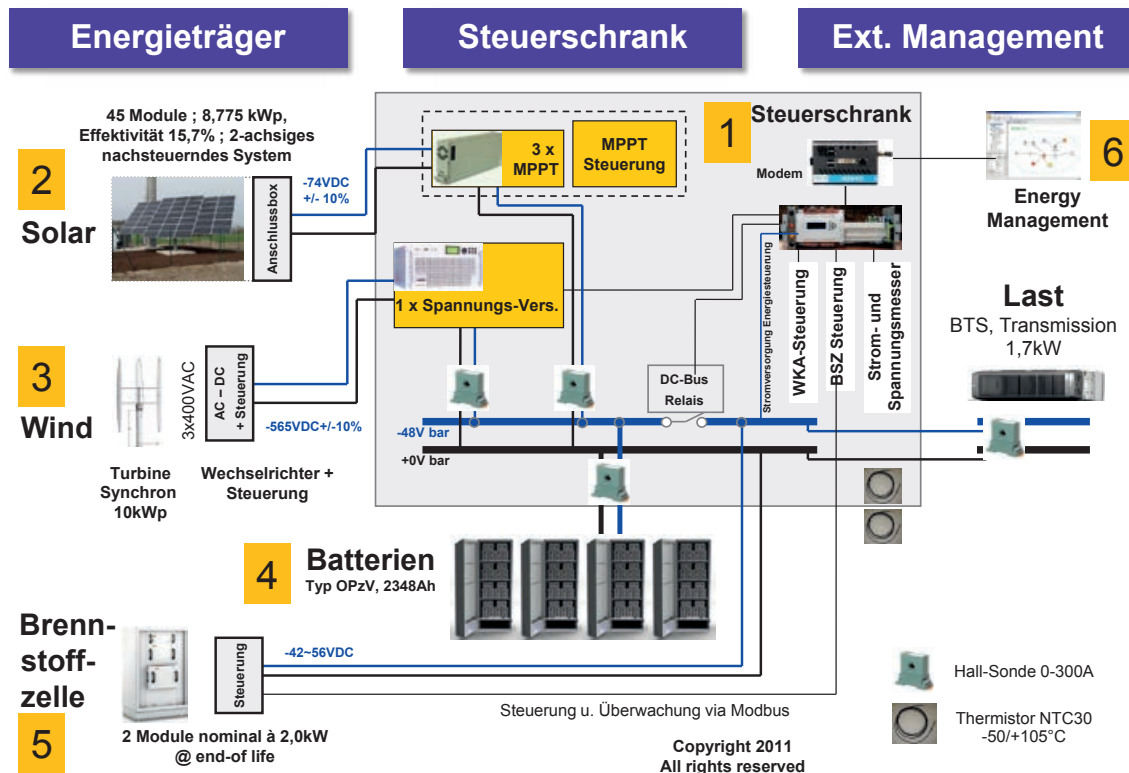 Energieträger
Steuerschrank
Ext. Management
45 Module ; 8,775 kWp,
Effektivität 15,7% ; 2-achsiges
nachsteuerndes System
2
Solar
Anschlussbox
-74VDC
+/- 10%
3 x
MPPT
MPPT
Steuerung
1
Steuerschrank
Modem
6
Energy
Management
1 x Spannungs-Vers.
Stromversorgung Energiesteuerung
WKA-Steuerung
BSZ Steuerung
Strom- und
Spannungsmesser
Last
BTS, Transmission
1,7kW
3
Wind
3x400VAC
AC – DC
+ Steuerung
-565VDC+/-10%
Turbine
Synchron
10kWp
Wechselrichter +
Steuerung
DC-Bus
Relais
-48V bar
+0V bar
4
Batterien
Typ OPzV, 2348Ah
Brenn-
stoff-
zelle
5
Steuerung
-42~56VDC
2 Module nominal à 2,0kW
@ end-of life
Steuerung u. Überwachung via Modbus
Copyright 2011
All rights reserved
Hall-Sonde 0-300A
Thermistor NTC30
-50/+105°C